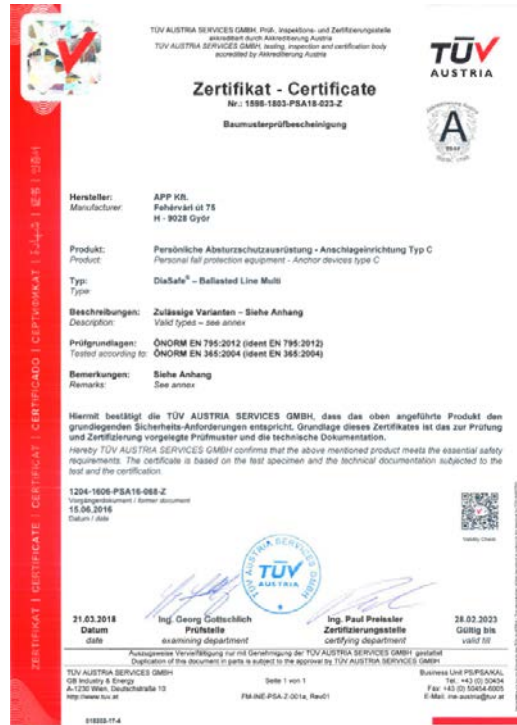 TÜV AUSTRIA SERVICES GMBH, Prüf-, Inspektions- und Zertifizierungsstelle
akkreditiert durch Akkreditierung Austria
TÜV AUSTRIA SERVICES GMBH, testing, inspection and certification body
accredited by Akkreditierung Austria
TÜV
AUSTRIA
Zertifikat - Certificate
Nr.: 1598-1803-PSA18-023-Z
Baumusterprüfbescheinigung
Hersteller: APP Kft.
Manufacturer: Fehérvári út 75
H - 9028 Győr
Produkt: Persönliche Absturzschutzausrüstung - Anschlageinrichtung Typ C
Product: Personal fall protection equipment - Anchor devices type C
Typ: DiaSafe® – Ballasted Line Multi
Type:
Beschreibungen: Zulässige Varianten – Siehe Anhang
Description: Valid types – see annex
Prüfgrundlagen: ÖNORM EN 795:2012 (ident EN 795:2012)
Tested according to: ÖNORM EN 365:2004 (ident EN 365:2004)
Bemerkungen: Siehe Anhang
Remarks: See annex
Hiermit bestätigt die TÜV AUSTRIA SERVICES GMBH, dass das oben angeführte Produkt den
grundlegenden Sicherheits-Anforderungen entspricht. Grundlage dieses Zertifikates ist das zur Prüfung
und Zertifizierung vorgelegte Prüfmuster und die technische Dokumentation.
Hereby TÜV AUSTRIA SERVICES GMBH confirms that the above mentioned product meets the essential safety
requirements. The certificate is based on the test specimen and the technical documentation subjected to the
test and the certification.
1204-1606-PSA16-068-Z
Vorgängerdokument / former document
15.06.2016
Datum / date
Validity Check
TÜV AUSTRIA SERVICES GMBH
TÜV
AUSTRIA
21.03.2018 Ing. Georg Gottschlich Ing. Paul Preissler 28.02.2023
Datum Prüfstelle Zertifizierungsstelle Gültig bis
date examining department certifying department valid till
Auszugsweise Vervielfältigung nur mit Genehmigung der TÜV AUSTRIA SERVICES GMBH gestattet
Duplication of this document in parts is subject to the approval by TÜV AUSTRIA SERVICES GMBH
TÜV AUSTRIA SERVICES GMBH Business Unit PS/PSA/KAL
GB Industry & Energy Seite 1 von 1 Tel.: +43 (0) 50454
A-1230 Wien, Deutschstraße 10 Fax: +43 (0) 50454-6005
http://www.tuv.at FM-INE-PSA-Z-001a, Rev01 E-Mail: ine-austria@tuv.at
ZERTIFIKAT | CERTIFICATE | CERTIFICAT | CERTIFICADO | СЕРТИФИКАТ |